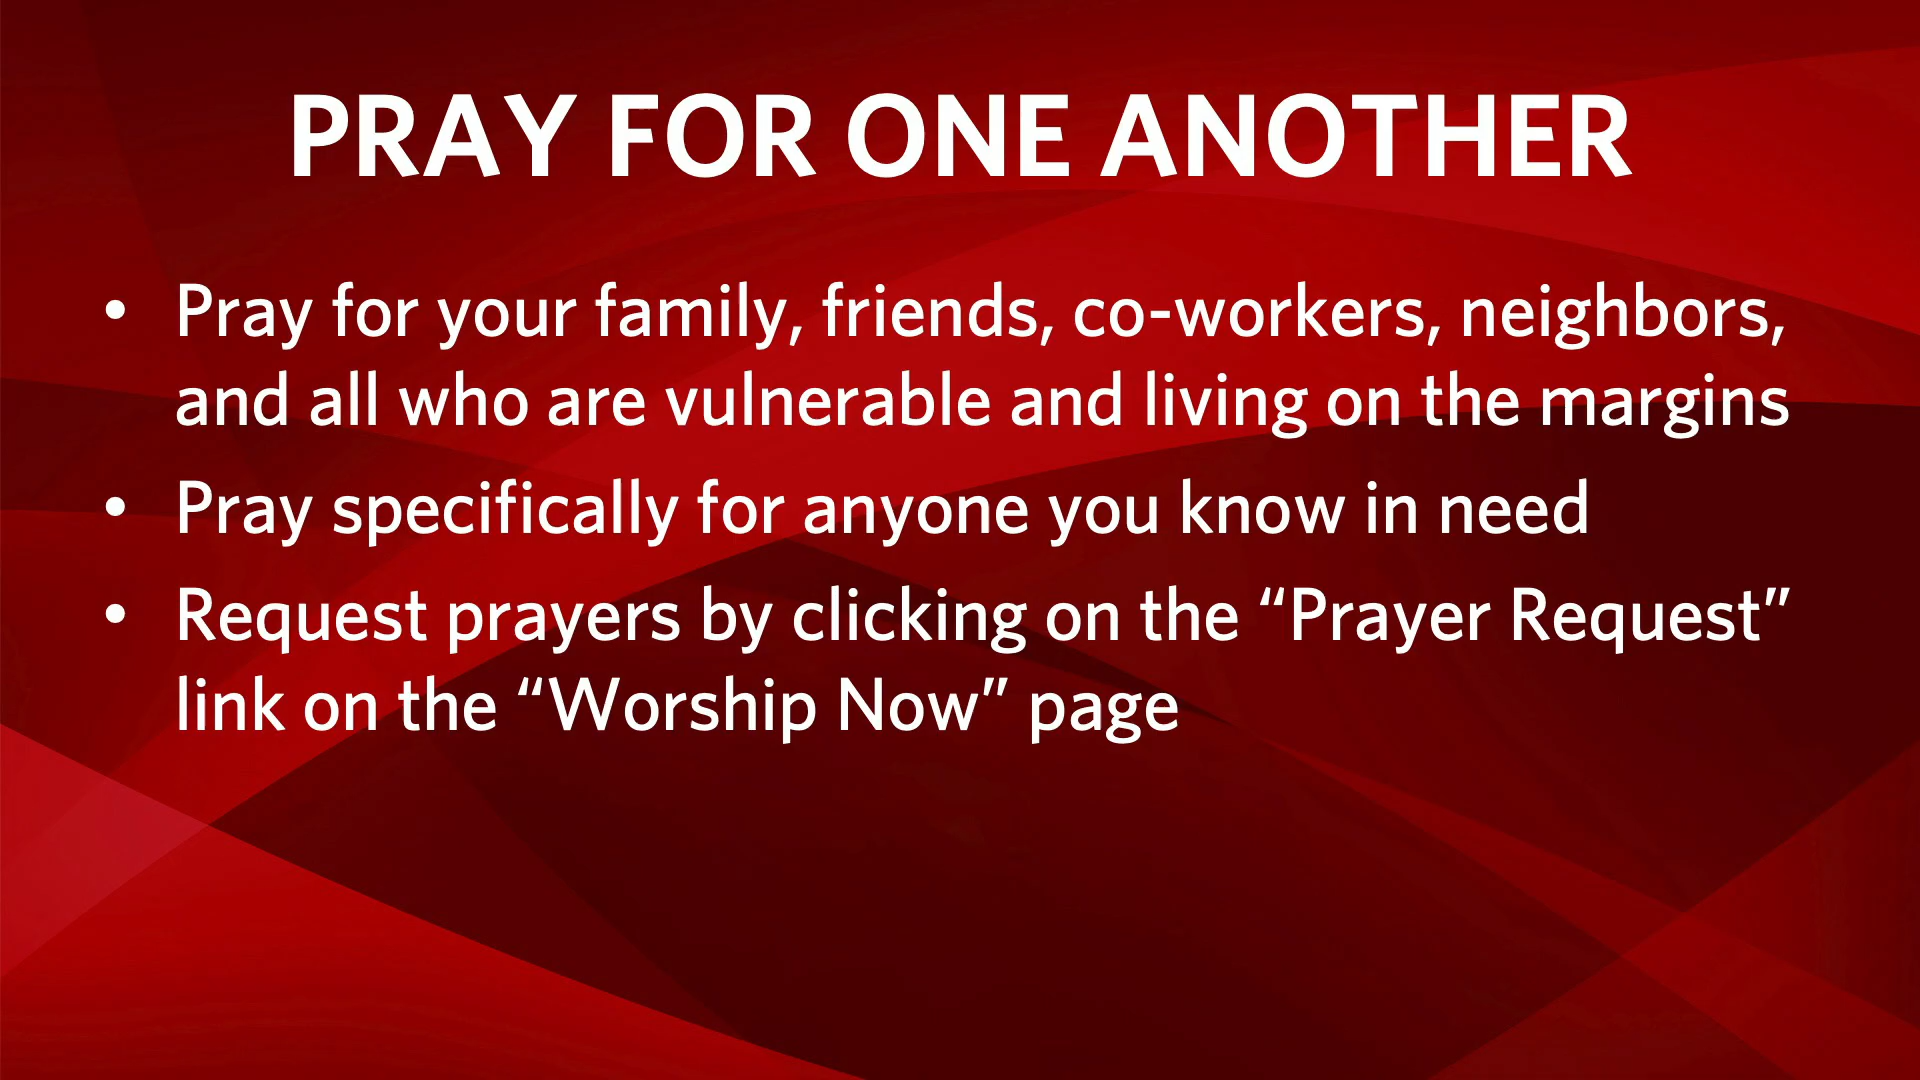 PRAY FOR ONE ANOTHER
• Pray for your family, friends, co-workers, neighbors,
and all who are vulnerable and living on the margins
• Pray specifically for anyone you know in need
• Request prayers by clicking on the “Prayer Request”
link on the “Worship Now” page